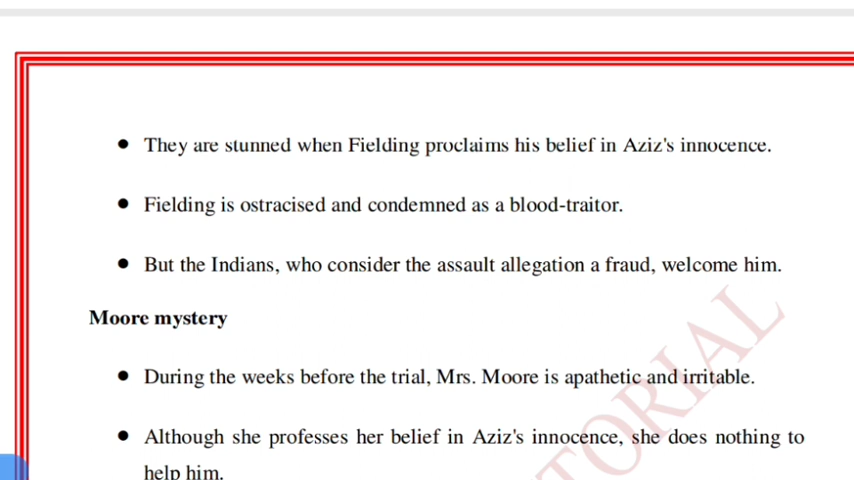 • They are stunned when Fielding proclaims his belief in Aziz's innocence.
• Fielding is ostracised and condemned as a blood-traitor.
• But the Indians, who consider the assault allegation a fraud, welcome him.
Moore mystery
• During the weeks before the trial, Mrs. Moore is apathetic and irritable.
• Although she professes her belief in Aziz's innocence, she does nothing to
help him.
TORIAL